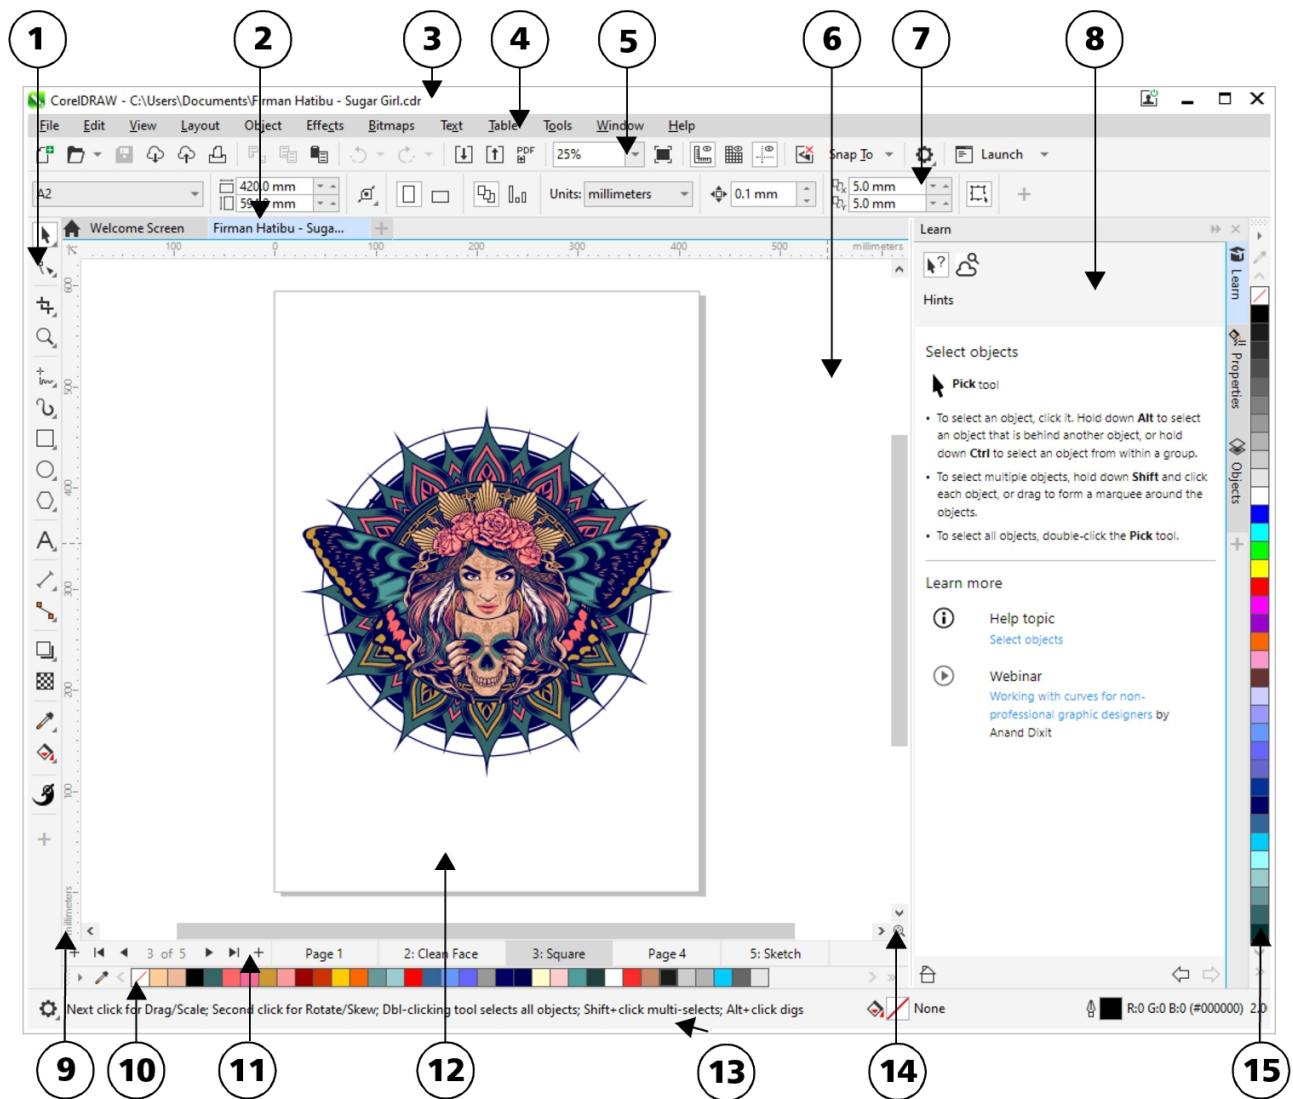 1 2 3 4 5 6 7 8
CorelDRAW - C:\Users\Documents\Firman Hatibu - Sugar Girl.cdr
File Edit View Layout Object Effects Bitmaps Text Table Tools Window Help
PDF 25% Snap To Launch
A2 420.0 mm Units: millimeters 0.1 mm x 5.0 mm
mm y 5.0 mm
Welcome Screen Firman Hatibu - Suga... Learn
100 0 100 200 300 400 500 millimeters
600
500
400
300
200
100
millimeters
Hints
Select objects
Pick tool
• To select an object, click it. Hold down Alt to select
an object that is behind another object, or hold
down Ctrl to select an object from within a group.
• To select multiple objects, hold down Shift and click
each object, or drag to form a marquee around the
objects.
• To select all objects, double-click the Pick tool.
Learn more
Help topic
Select objects
Webinar
Working with curves for non-
professional graphic designers by
Anand Dixit
Learn
Properties
Objects
3 of 5 Page 1 2: Clean Face 3: Square Page 4 5: Sketch
Next click for Drag/Scale; Second click for Rotate/Skew; Dbl-clicking tool selects all objects; Shift+click multi-selects; Alt+click digs None R:0 G:0 B:0 (#000000)
9 10 11 12 13 14 15